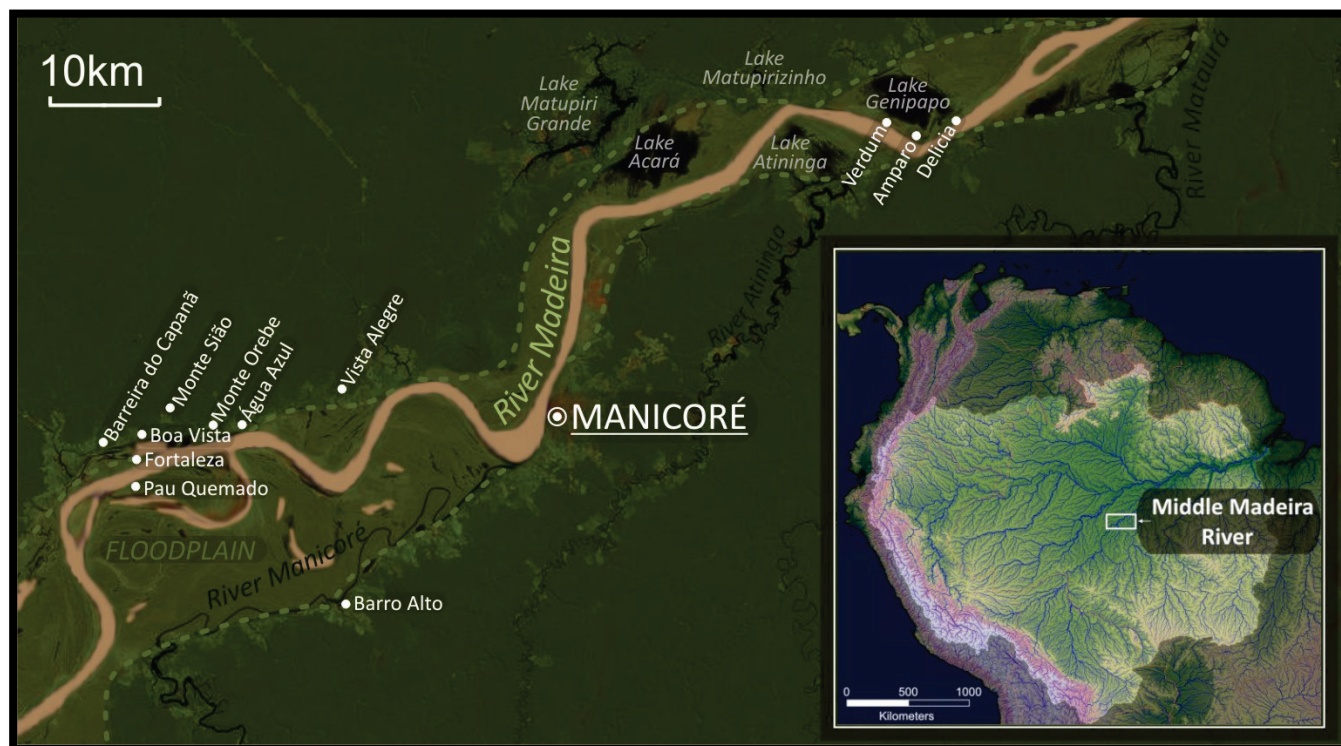 10km
Lake
Matupiri
Grande
Lake
Matupirizinho
Lake
Genipapo
Lake
Acará
Lake
Atininga
Verdum
Amparo
Delicia
River Mataurá
River Atininga
River Madeira
Barreira do Capanã
Monte Sião
Monte Orebe
Água Azul
Vista Alegre
Boa Vista
Fortaleza
Pau Quemado
MANICORÉ
FLOODPLAIN
River Manicoré
Barro Alto
Middle Madeira
River
0 500 1000
Kilometers